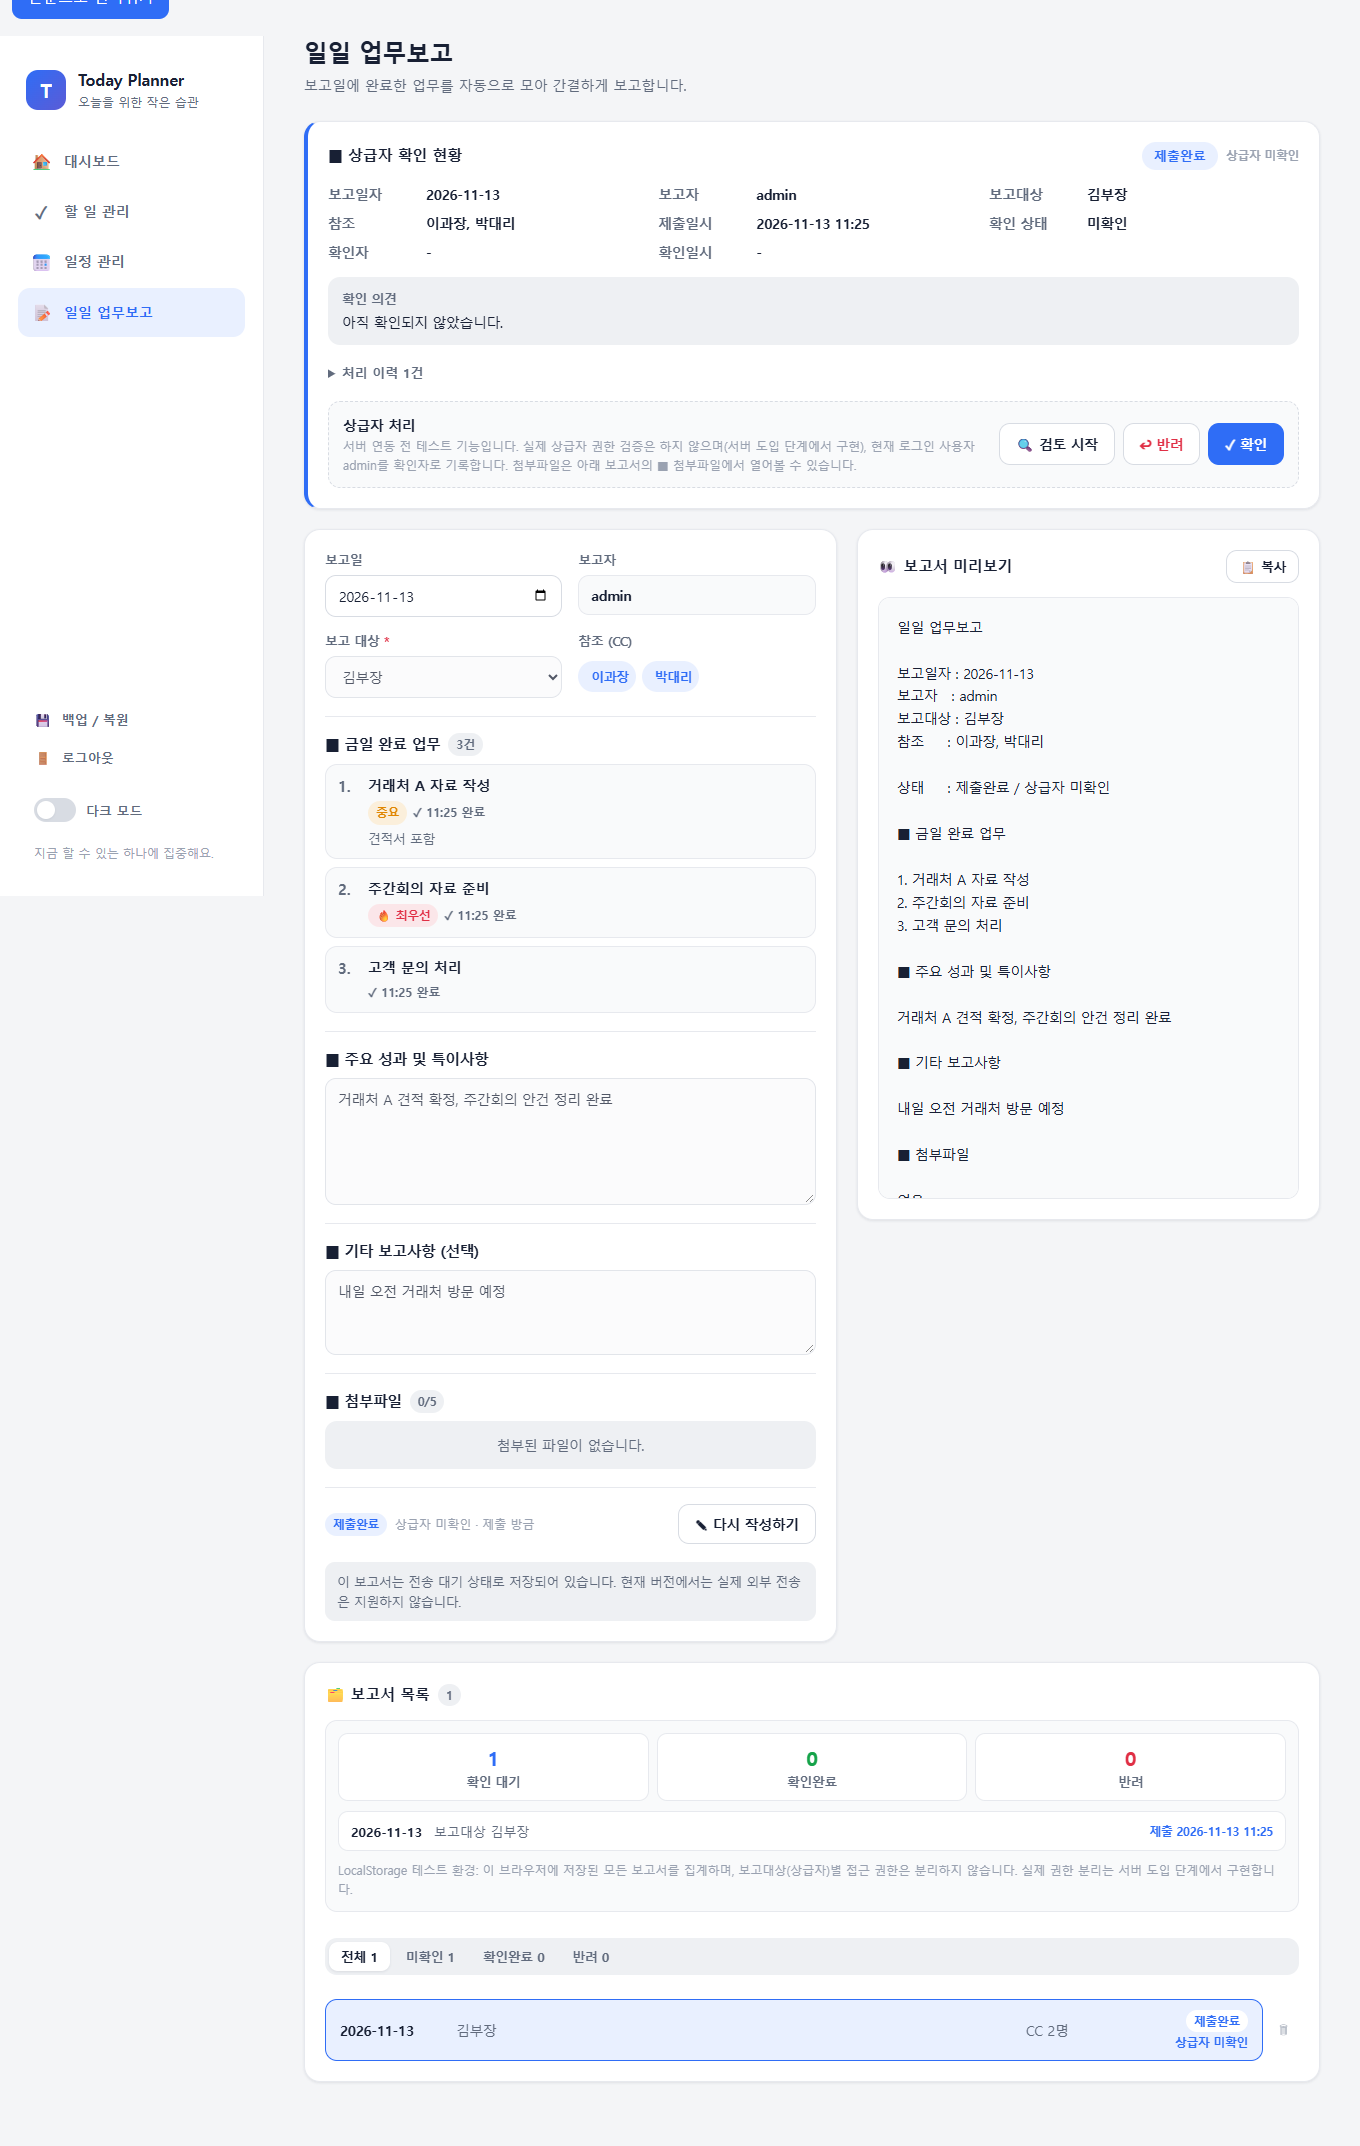 T
Today Planner
오늘을 위한 작은 습관
대시보드
할 일 관리
일정 관리
일일 업무보고
백업 / 복원
로그아웃
다크 모드
지금 할 수 있는 하나에 집중해요.
일일 업무보고
보고일에 완료한 업무를 자동으로 모아 간결하게 보고합니다.
■ 상급자 확인 현황
제출완료 상급자 미확인
보고일자 2026-11-13 보고자 admin 보고대상 김부장
참조 이과장, 박대리 제출일시 2026-11-13 11:25 확인 상태 미확인
확인자 - 확인일시 -
확인 의견
아직 확인되지 않았습니다.
▶ 처리 이력 1건
상급자 처리
서버 연동 전 테스트 기능입니다. 실제 상급자 권한 검증은 하지 않으며(서버 도입 단계에서 구현), 현재 로그인 사용자
admin를 확인자로 기록합니다. 첨부파일은 아래 보고서의 ■ 첨부파일에서 열어볼 수 있습니다.
🔍 검토 시작
↩ 반려
✓ 확인
보고일
2026-11-13
보고자
admin
보고 대상 *
김부장
참조 (CC)
이과장 박대리
■ 금일 완료 업무 3건
1. 거래처 A 자료 작성
중요 ✓ 11:25 완료
견적서 포함
2. 주간회의 자료 준비
🔥 최우선 ✓ 11:25 완료
3. 고객 문의 처리
✓ 11:25 완료
■ 주요 성과 및 특이사항
거래처 A 견적 확정, 주간회의 안건 정리 완료
■ 기타 보고사항 (선택)
내일 오전 거래처 방문 예정
■ 첨부파일 0/5
첨부된 파일이 없습니다.
제출완료 상급자 미확인 · 제출 방금
다시 작성하기
이 보고서는 전송 대기 상태로 저장되어 있습니다. 현재 버전에서는 실제 외부 전송
은 지원하지 않습니다.
👀 보고서 미리보기
📋 복사
일일 업무보고
보고일자 : 2026-11-13
보고자 : admin
보고대상 : 김부장
참조 : 이과장, 박대리
상태 : 제출완료 / 상급자 미확인
■ 금일 완료 업무
1. 거래처 A 자료 작성
2. 주간회의 자료 준비
3. 고객 문의 처리
■ 주요 성과 및 특이사항
거래처 A 견적 확정, 주간회의 안건 정리 완료
■ 기타 보고사항
내일 오전 거래처 방문 예정
■ 첨부파일
🗂️ 보고서 목록 1
1
확인 대기
0
확인완료
0
반려
2026-11-13 보고대상 김부장 제출 2026-11-13 11:25
LocalStorage 테스트 환경: 이 브라우저에 저장된 모든 보고서를 집계하며, 보고대상(상급자)별 접근 권한은 분리하지 않습니다. 실제 권한 분리는 서버 도입 단계에서 구현합니
다.
전체 1 미확인 1 확인완료 0 반려 0
2026-11-13 김부장 CC 2명 제출완료
상급자 미확인